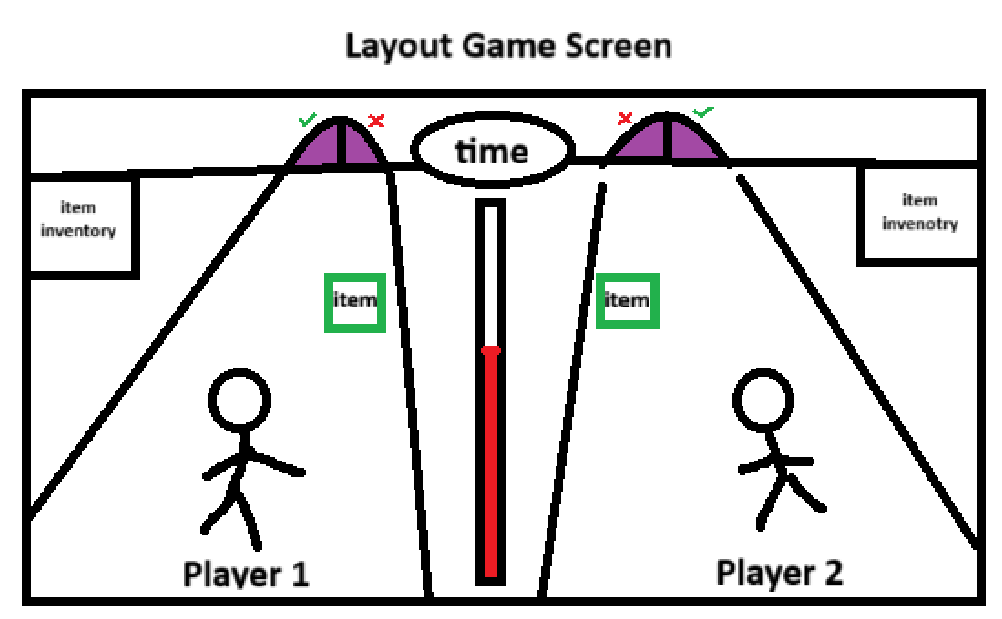 Layout Game Screen
time
item
inventory
item
invenotry
item
item
Player 1
Player 2